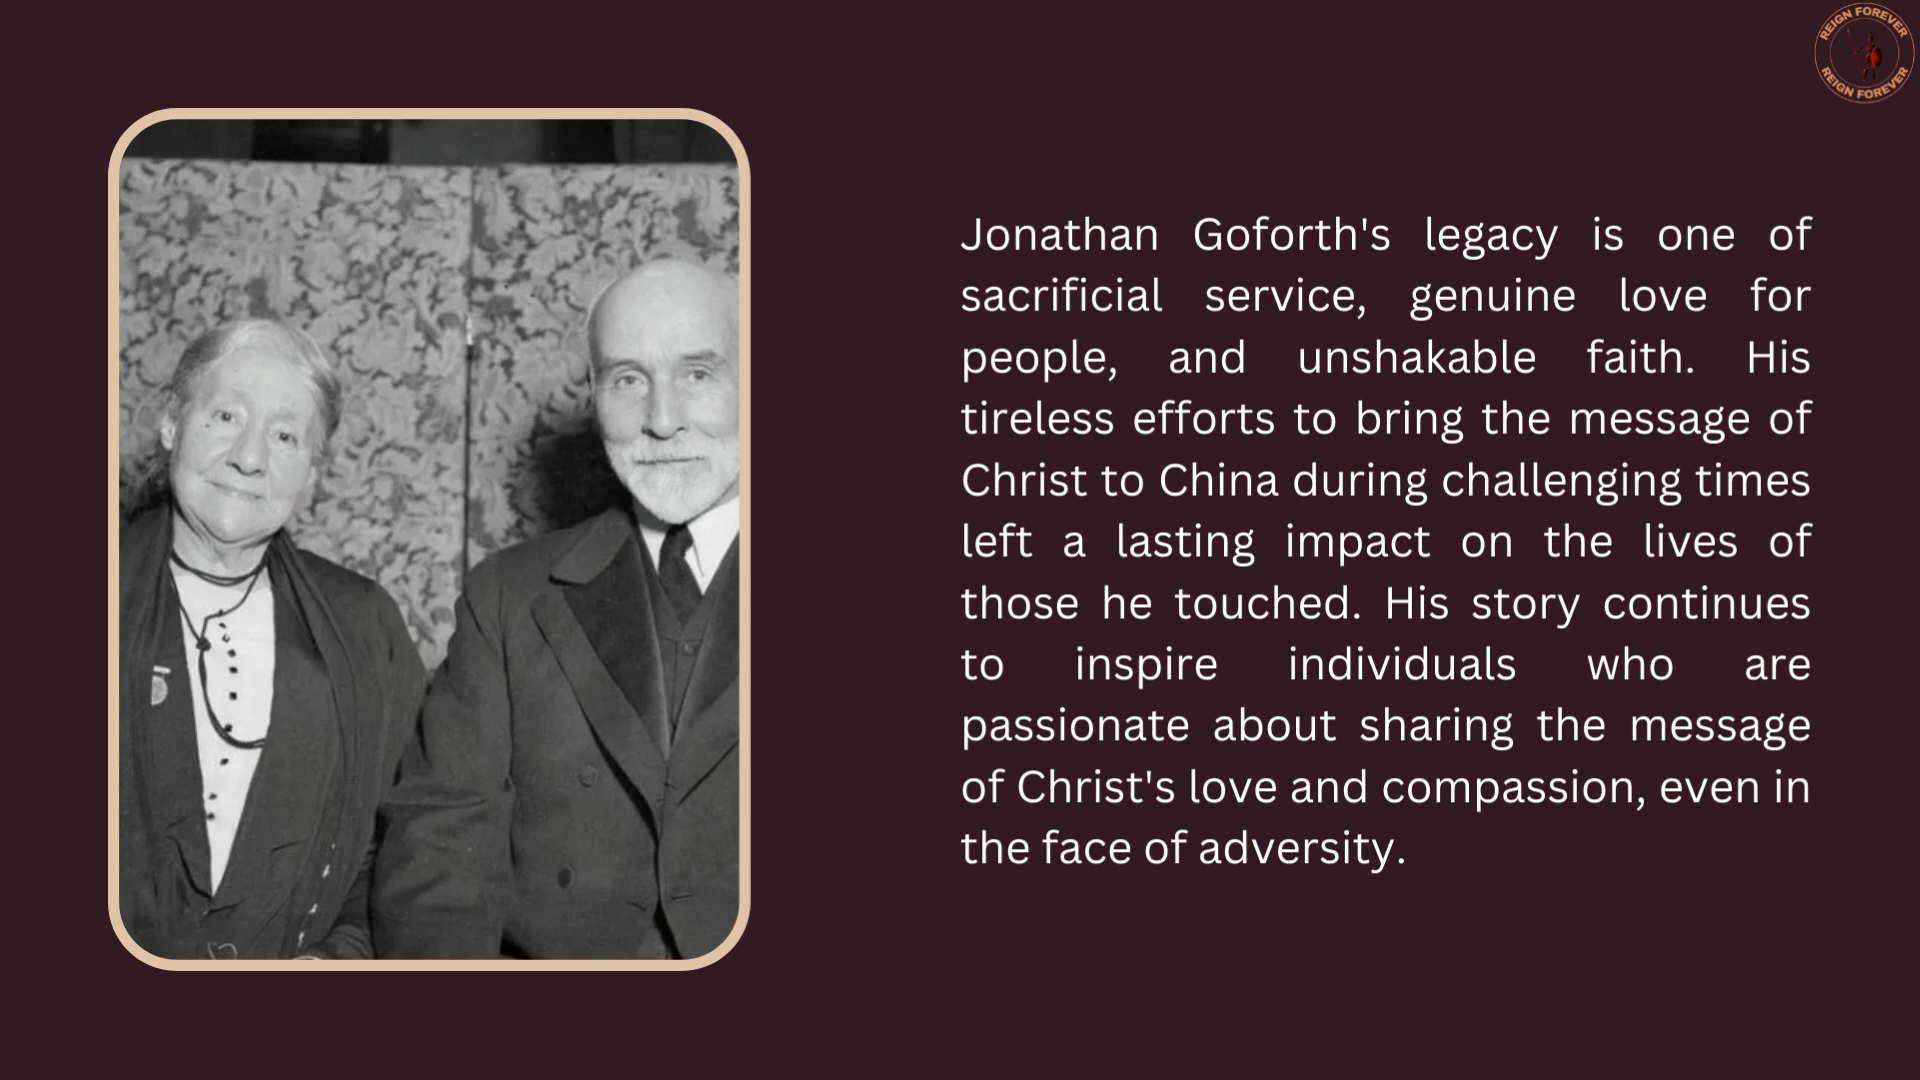 REIGN FOREVER
REIGN FOREVER
Jonathan Goforth's legacy is one of
sacrificial service, genuine love for
people, and unshakable faith. His
tireless efforts to bring the message of
Christ to China during challenging times
left a lasting impact on the lives of
those he touched. His story continues
to inspire individuals who are
passionate about sharing the message
of Christ's love and compassion, even in
the face of adversity.